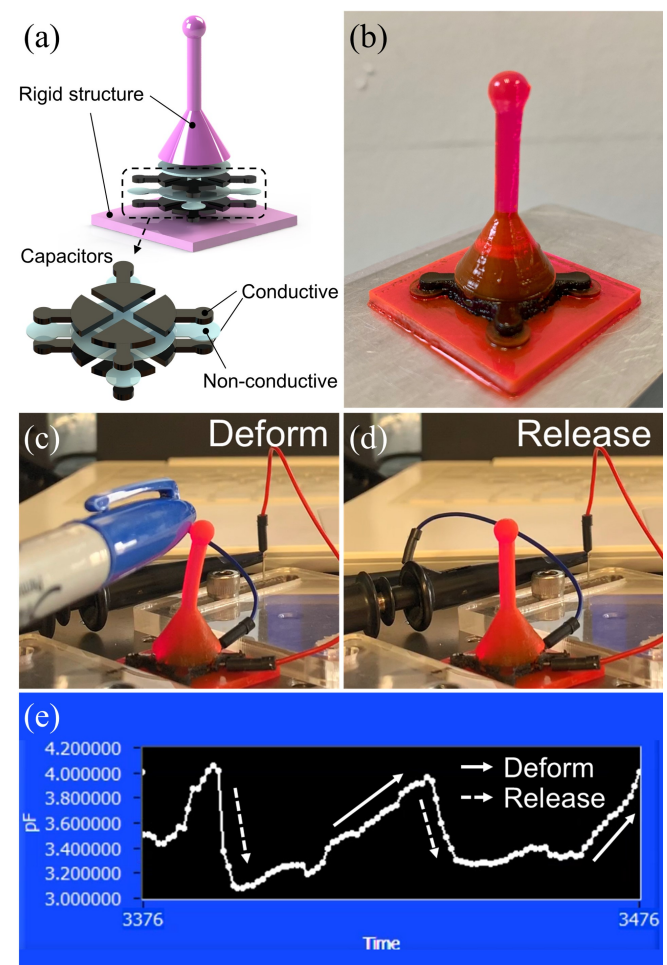 (a)
Rigid structure
Capacitors
Conductive
Non-conductive
(b)
(c)
Deform
(d)
Release
(e)
4.200000
4.000000
3.800000
3.600000
3.400000
3.200000
3.000000
pF
Deform
Release
3376
3476
Time